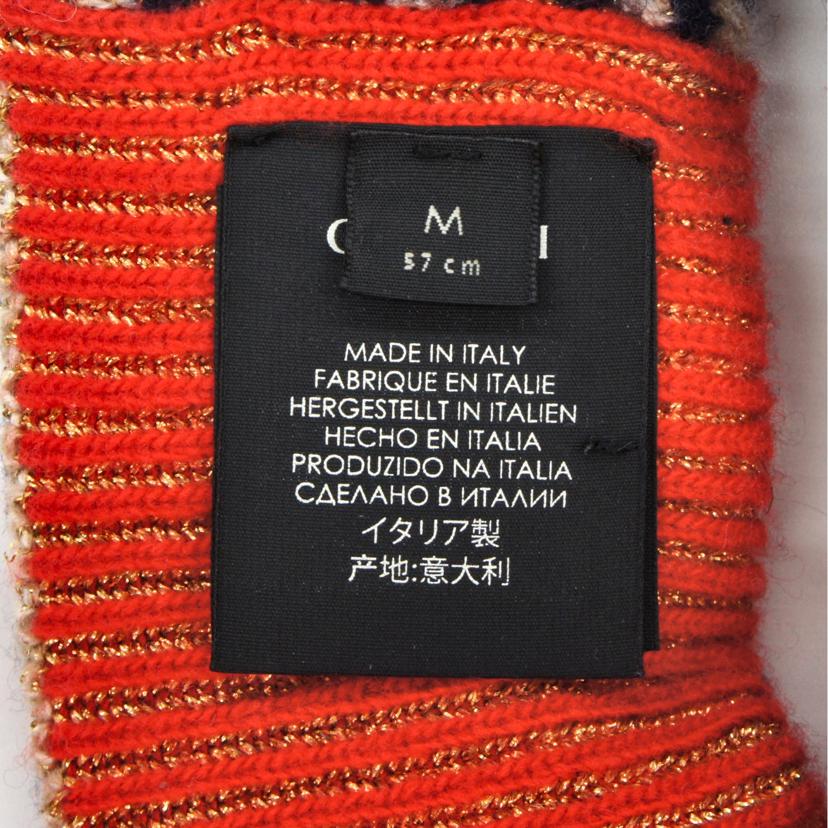 M
57 cm
MADE IN ITALY
FABRIQUE EN ITALIE
HERGESTELLT IN ITALIEN
HECHO EN ITALIA
PRODUZIDO NA ITALIA
СДЕЛАНО В ИТАЛИИ
イタリア製
产地:意大利